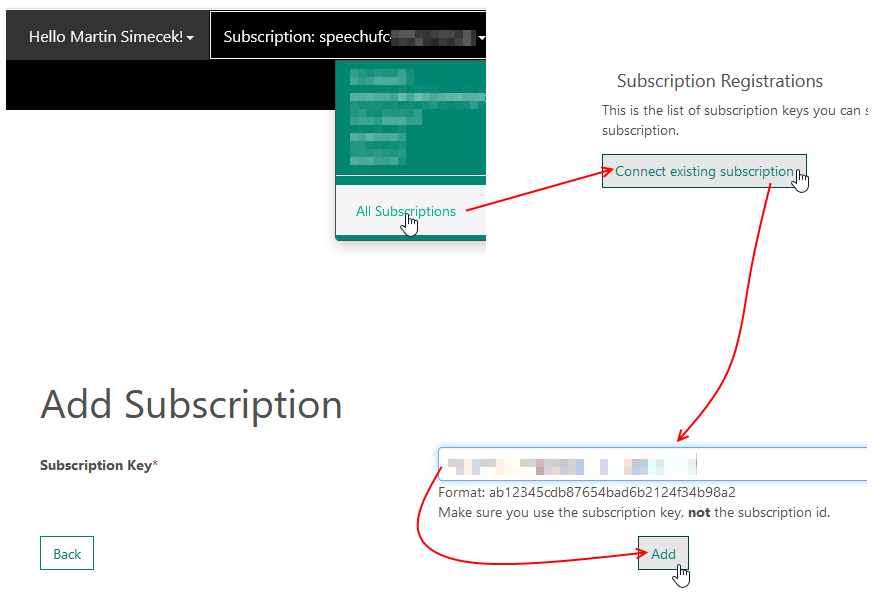 Hello Martin Simecek!
Subscription: speechufc
All Subscriptions
Subscription Registrations
This is the list of subscription keys you can s
subscription.
Connect existing subscription
Add Subscription
Subscription Key*
Format: ab12345cdb87654bad6b2124f34b98a2
Make sure you use the subscription key, not the subscription id.
Back
Add